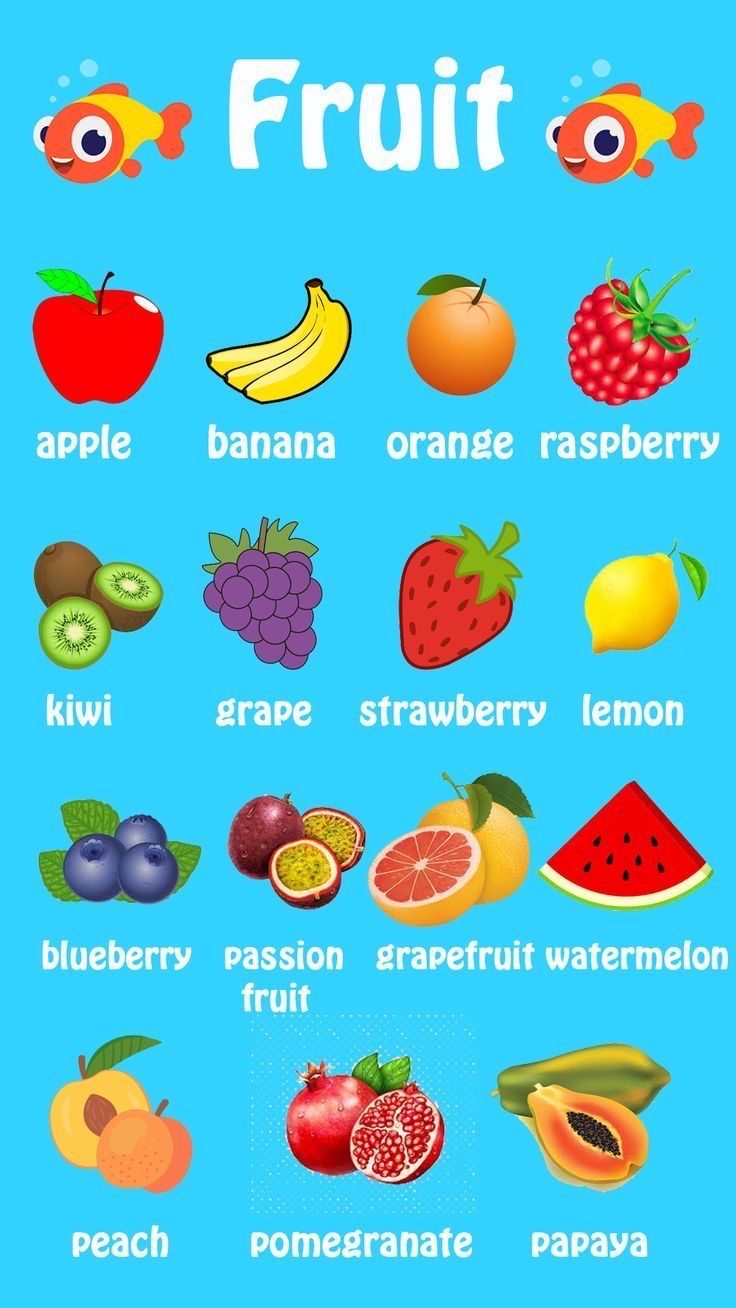 Fruit
apple banana orange raspberry
kiwi grape strawberry lemon
blueberry passion grapefruit watermelon
fruit
peach pomegranate papaya